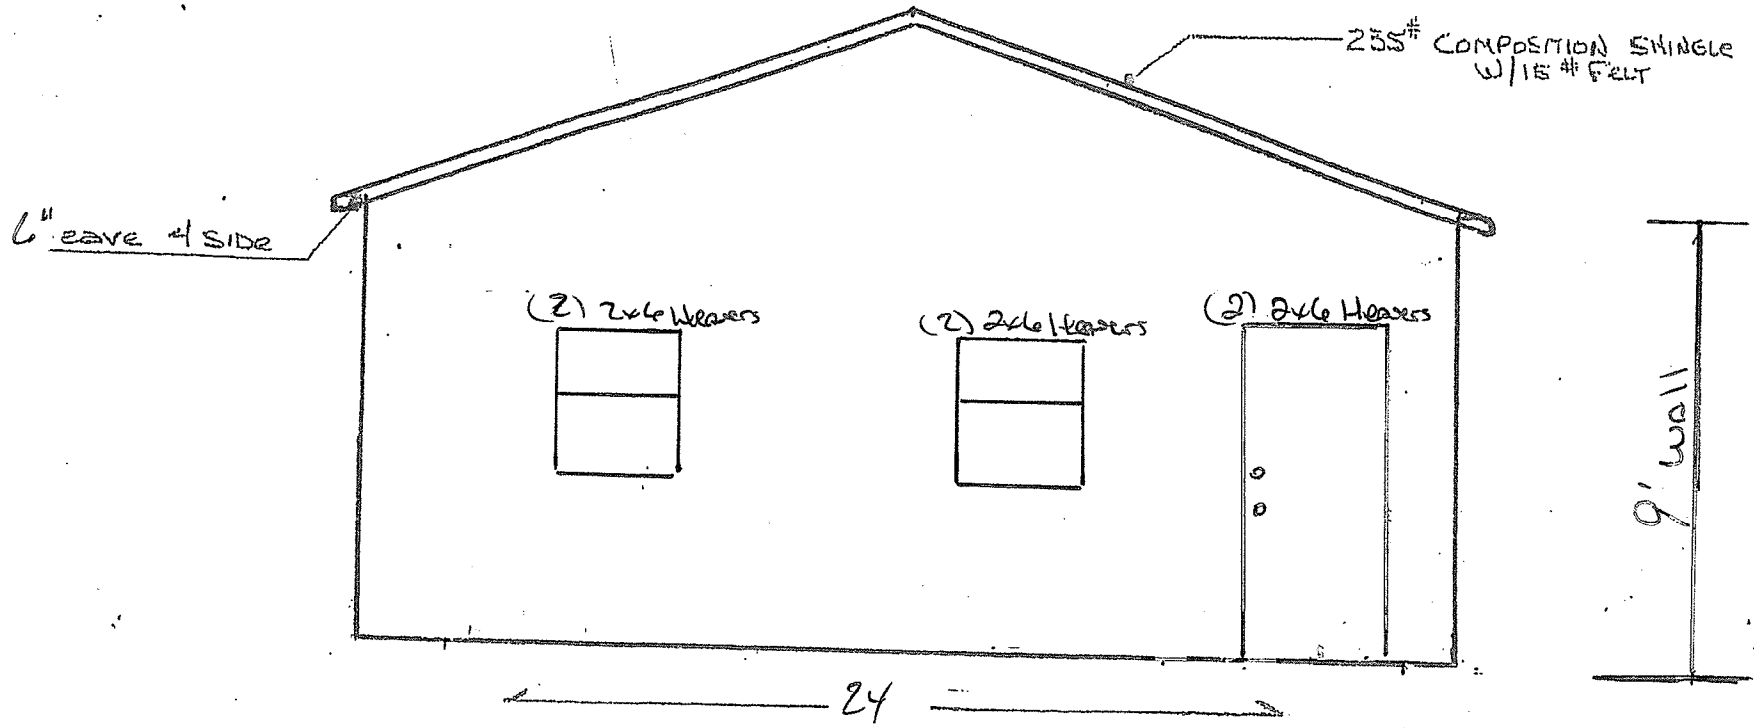 235# COMPOSITION SHINGLE
W/15 # FELT
6" eave 4 SIDE
(2) 2x6 Headers
(2) 2x6 Headers
(2) 2x6 Headers
9' wall
24